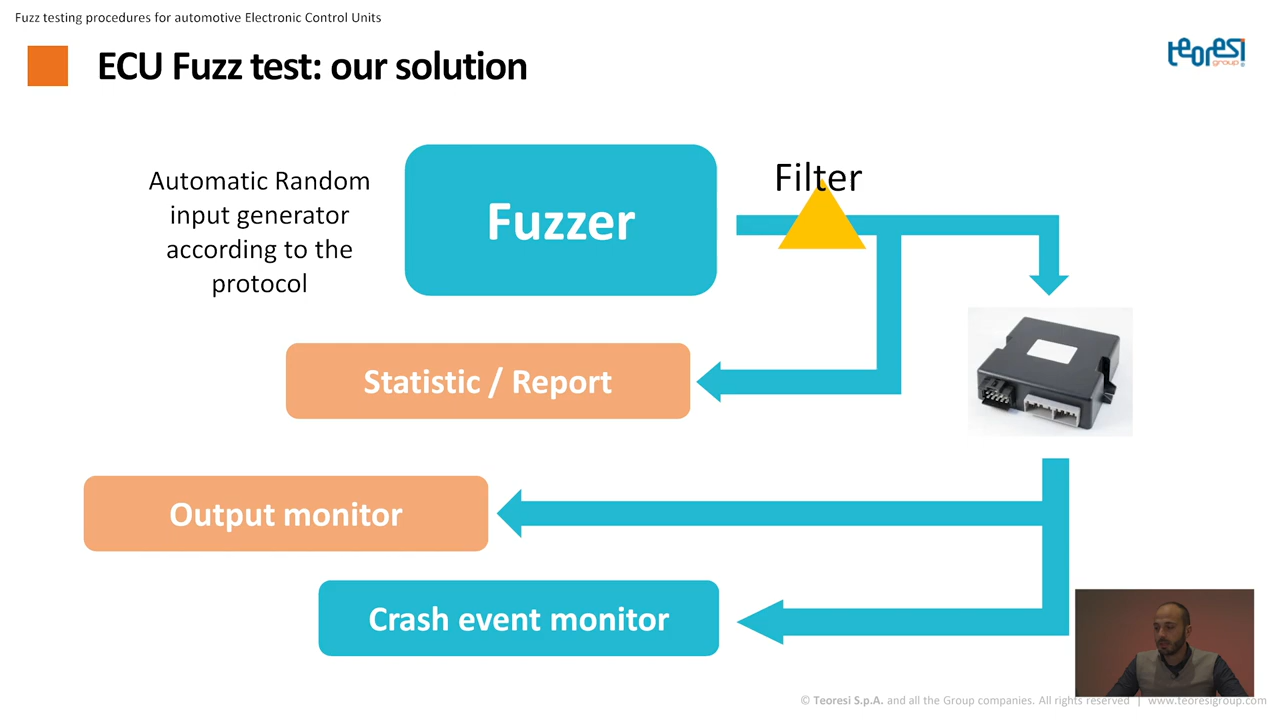 Fuzz testing procedures for automotive Electronic Control Units
ECU Fuzz test: our solution
teoresi
group
Automatic Random
input generator
according to the
protocol
Fuzzer
Filter
Statistic / Report
Output monitor
Crash event monitor
© Teoresi S.p.A. and all the Group companies. All rights reserved | www.teoresigroup.com